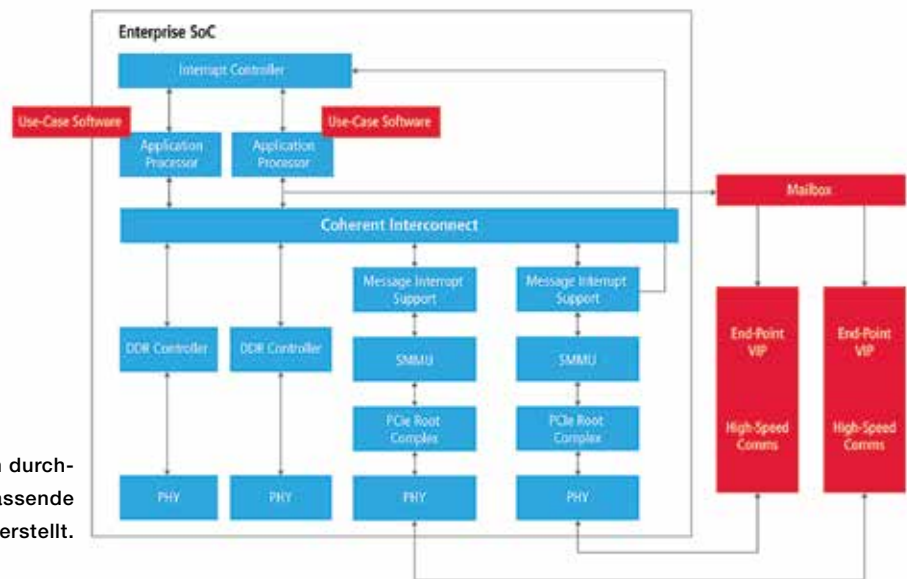 Enterprise SoC
Interrupt Controller
Use-Case Software
Use-Case Software
Application
Processor
Application
Processor
Mailbox
Coherent Interconnect
Message Interrupt
Support
Message Interrupt
Support
End-Point
VIP
High-Speed
Comms
End-Point
VIP
High-Speed
Comms
DDR Controller
DDR Controller
SMMU
SMMU
PCIe Root
Complex
PCIe Root
Complex
PHY
PHY
PHY
PHY
durch-
assende
erstellt.